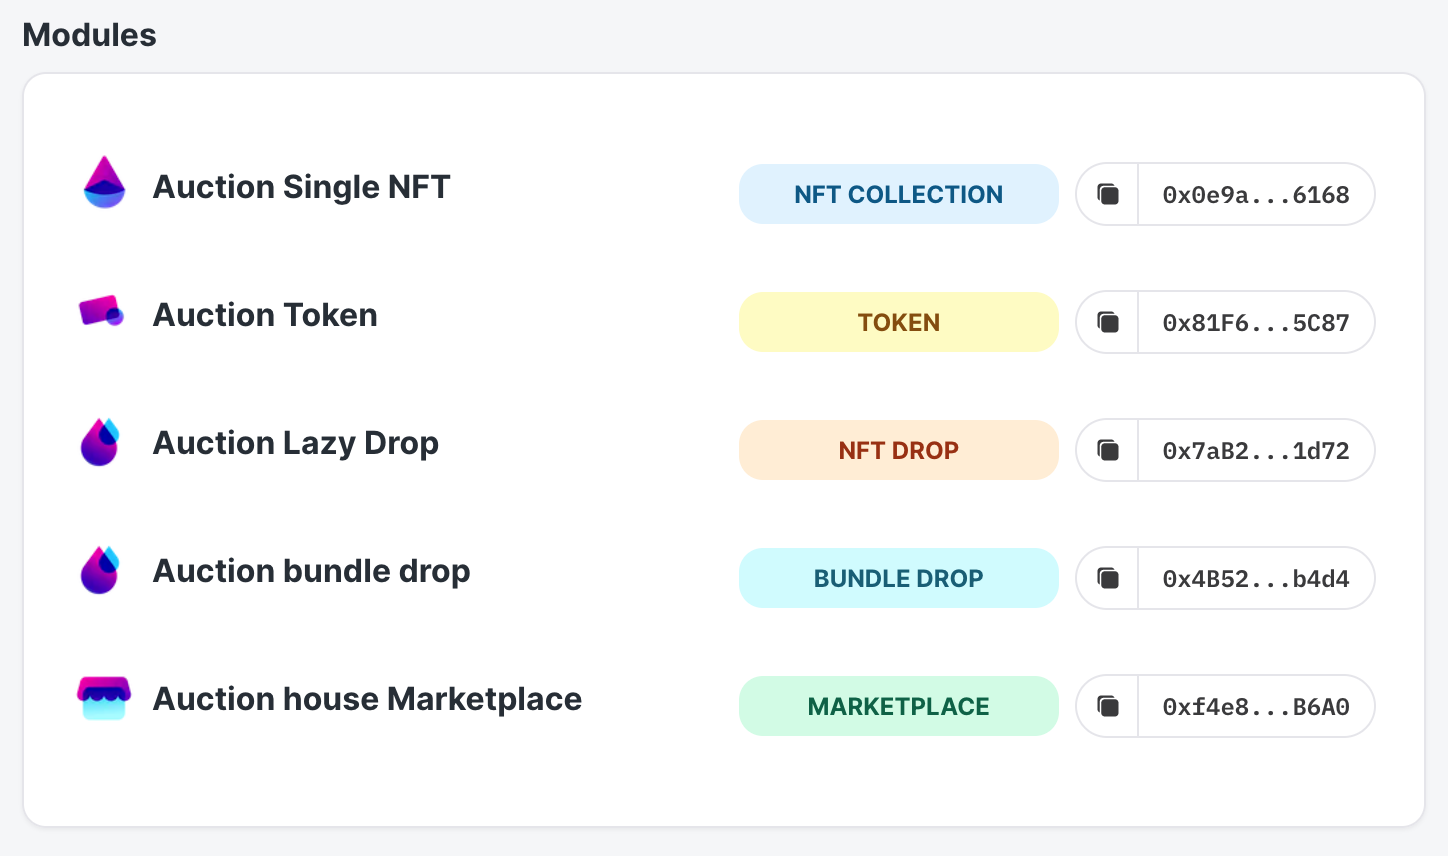 Modules
Auction Single NFT NFT COLLECTION 0x0e9a...6168
Auction Token TOKEN 0x81F6...5C87
Auction Lazy Drop NFT DROP 0x7aB2...1d72
Auction bundle drop BUNDLE DROP 0x4B52...b4d4
Auction house Marketplace MARKETPLACE 0xf4e8...B6A0